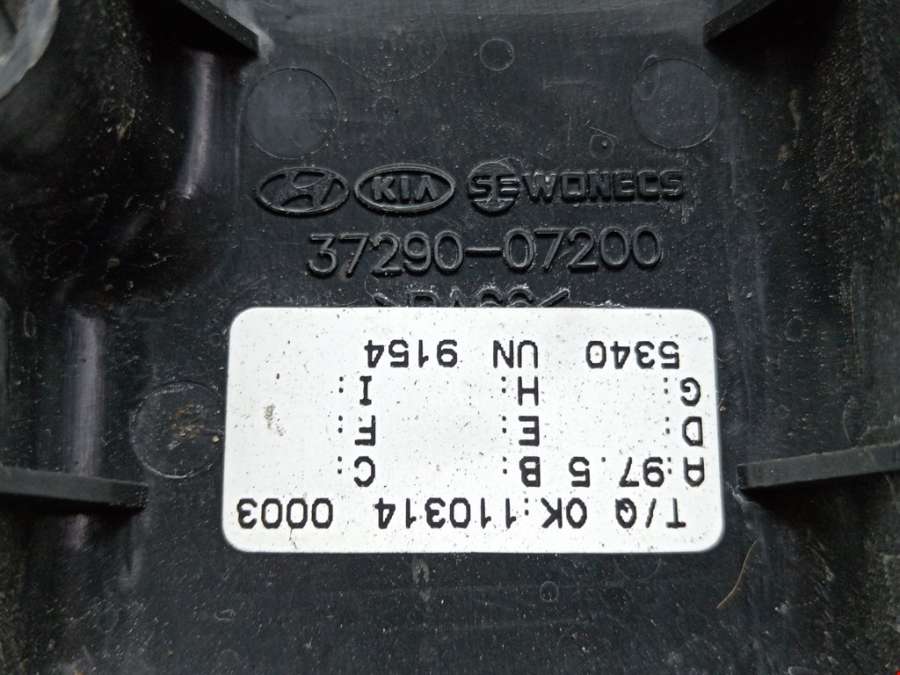 KIA SEWONECS
37290-07200
T/Q OK:110314 0003
A:97.5 B: C:
D: E: F:
G: H: I:
5340 UN 9154